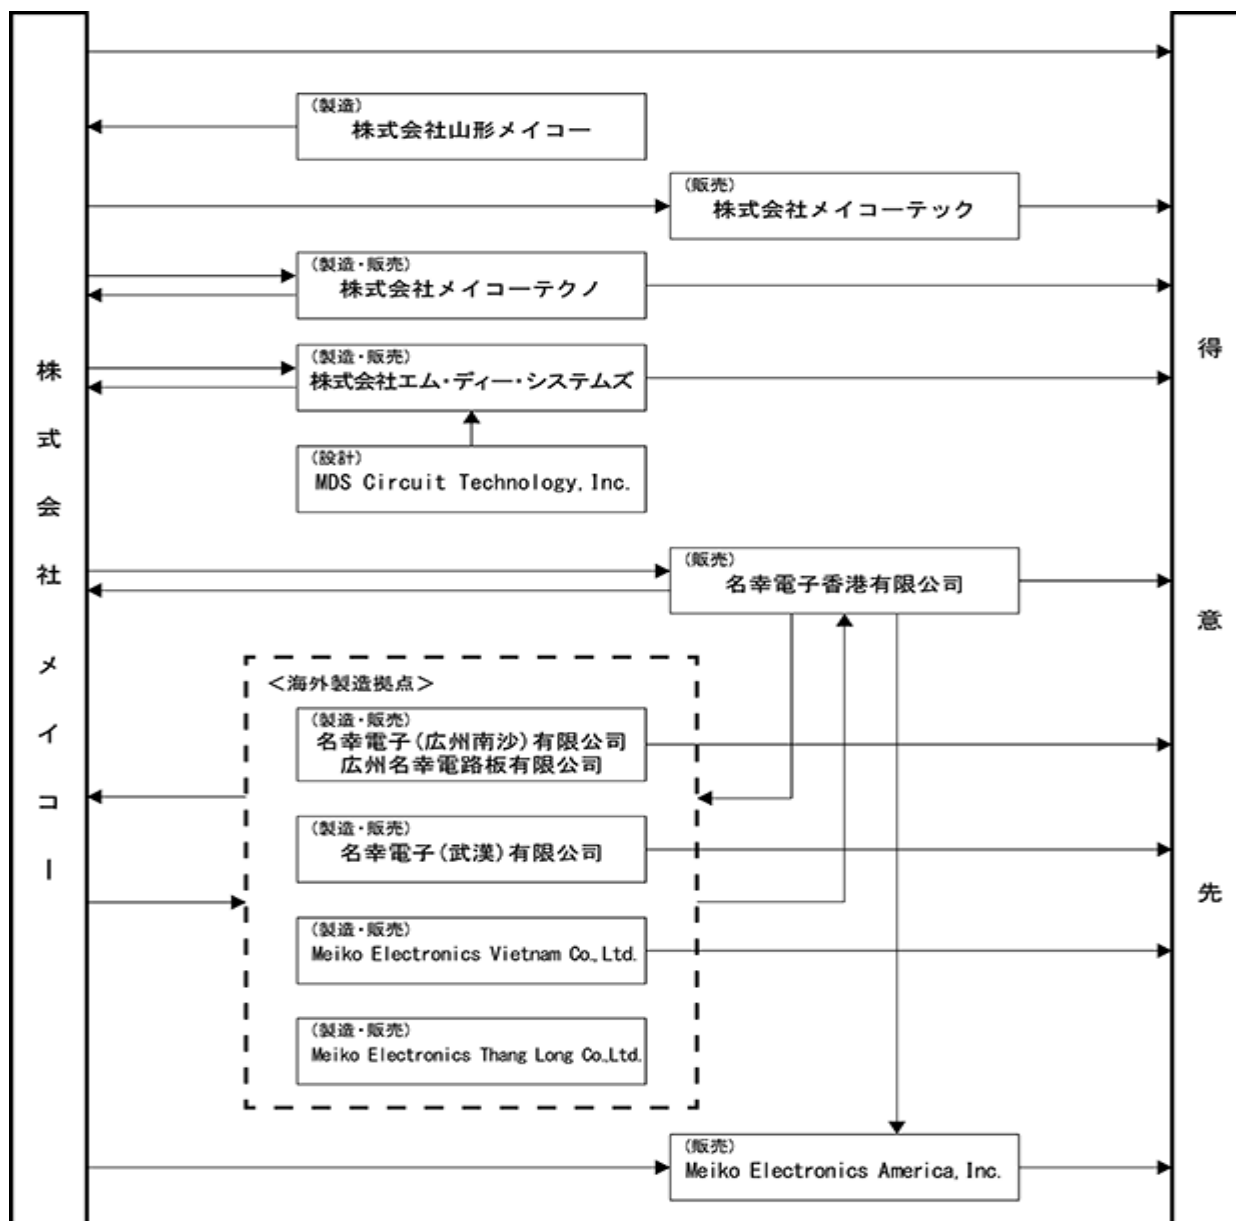 株式会社メイコー
(製造)
株式会社山形メイコー
(販売)
株式会社メイコーテック
(製造・販売)
株式会社メイコーテクノ
(製造・販売)
株式会社エム・ディー・システムズ
(設計)
MDS Circuit Technology, Inc.
(販売)
名幸電子香港有限公司
＜海外製造拠点＞
(製造・販売)
名幸電子(広州南沙)有限公司
広州名幸電路板有限公司
(製造・販売)
名幸電子(武漢)有限公司
(製造・販売)
Meiko Electronics Vietnam Co., Ltd.
(製造・販売)
Meiko Electronics Thang Long Co., Ltd.
(販売)
Meiko Electronics America, Inc.
得意先